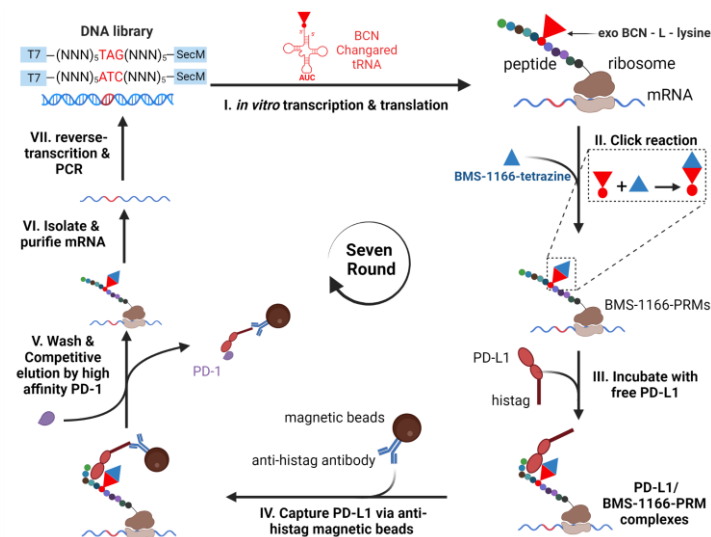 DNA library
T7 –(NNN)₅TAG(NNN)₅– SecM
T7 –(NNN)₅ATC(NNN)₅– SecM
BCN
Changared
tRNA
AUC
I. in vitro transcription & translation
exo BCN - L - lysine
peptide
ribosome
mRNA
II. Click reaction
BMS-1166-tetrazine
+
BMS-1166-PRMs
PD-L1
histag
III. Incubate with
free PD-L1
PD-L1/
BMS-1166-PRM
complexes
magnetic beads
anti-histag antibody
IV. Capture PD-L1 via anti-
histag magnetic beads
V. Wash &
Competitive
elution by high
affinity PD-1
PD-1
VI. Isolate &
purifie mRNA
VII. reverse-
transcrition &
PCR
Seven
Round